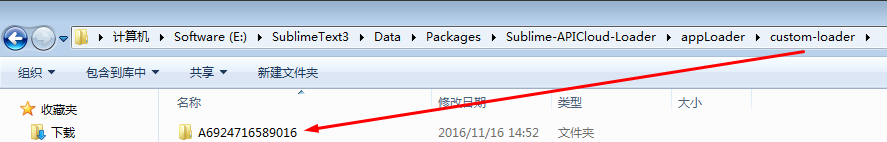 计算机 ▸ Software (E:) ▸ SublimeText3 ▸ Data ▸ Packages ▸ Sublime-APICloud-Loader ▸ appLoader ▸ custom-loader ▸
组织 包含到库中 共享 新建文件夹
收藏夹 名称 修改日期 类型 大小
下载 A6924716589016 2016/11/16 14:52 文件夹